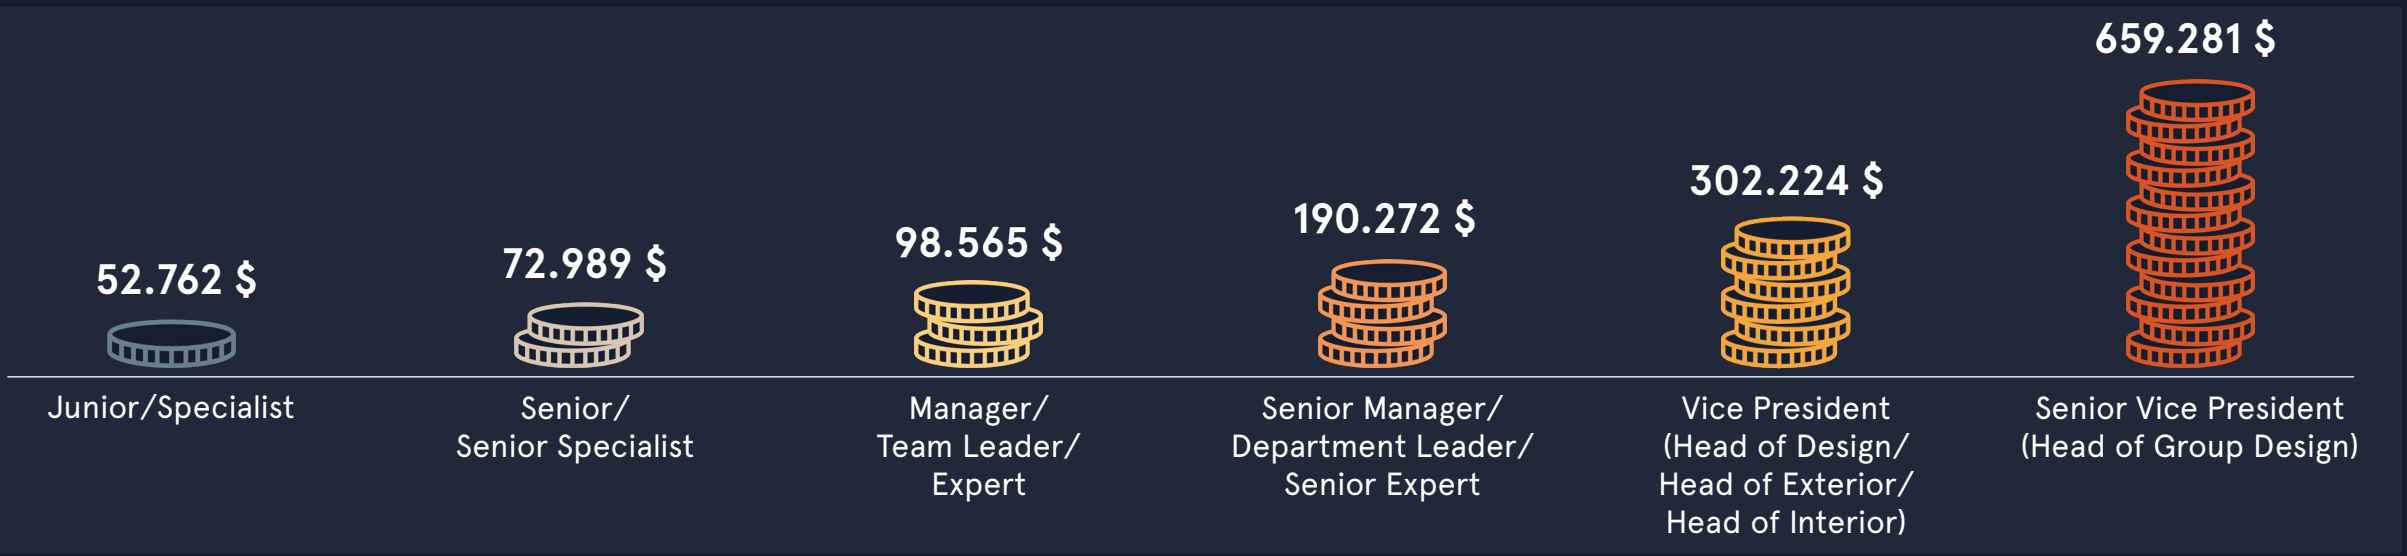 52.762 $
Junior/Specialist
72.989 $
Senior/
Senior Specialist
98.565 $
Manager/
Team Leader/
Expert
190.272 $
Senior Manager/
Department Leader/
Senior Expert
302.224 $
Vice President
(Head of Design/
Head of Exterior/
Head of Interior)
659.281 $
Senior Vice President
(Head of Group Design)